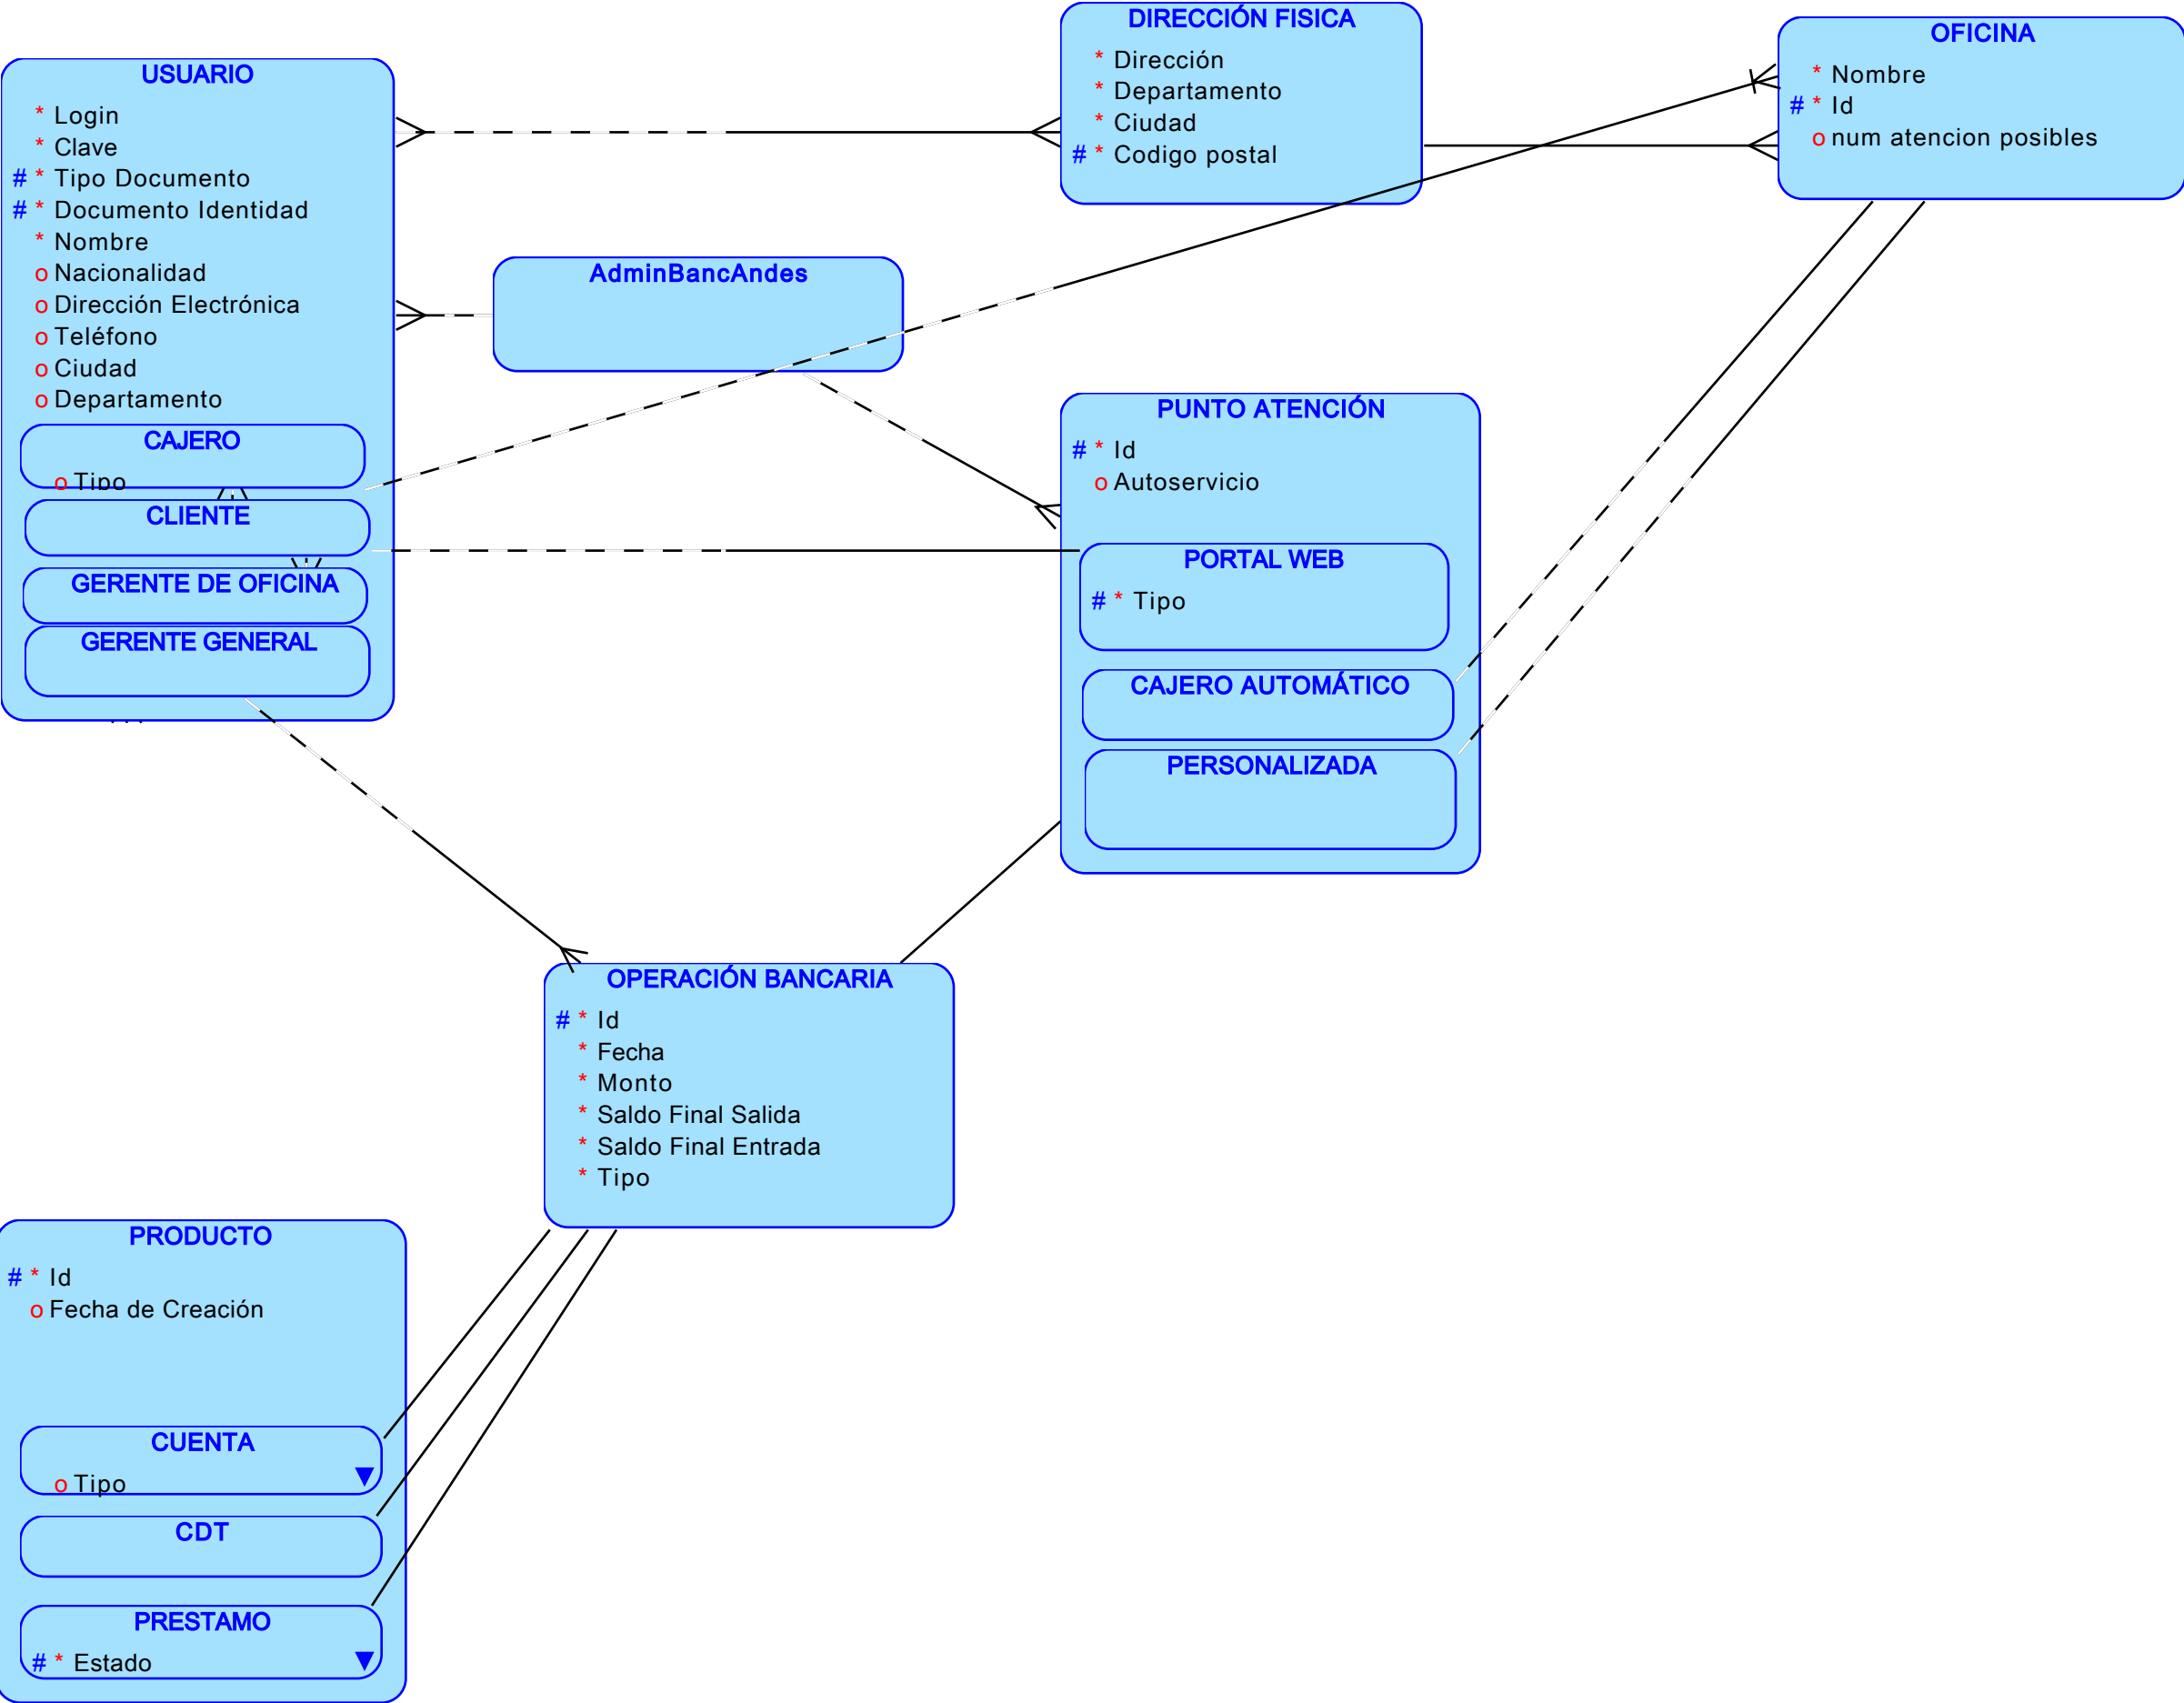 USUARIO
* Login
* Clave
# * Tipo Documento
# * Documento Identidad
* Nombre
o Nacionalidad
o Dirección Electrónica
o Teléfono
o Ciudad
o Departamento
CAJERO
o Tipo
CLIENTE
GERENTE DE OFICINA
GERENTE GENERAL
DIRECCIÓN FISICA
* Dirección
* Departamento
* Ciudad
# * Codigo postal
OFICINA
* Nombre
# * Id
o num atencion posibles
AdminBancAndes
PUNTO ATENCIÓN
# * Id
o Autoservicio
PORTAL WEB
# * Tipo
CAJERO AUTOMÁTICO
PERSONALIZADA
OPERACIÓN BANCARIA
# * Id
* Fecha
* Monto
* Saldo Final Salida
* Saldo Final Entrada
* Tipo
PRODUCTO
# * Id
o Fecha de Creación
CUENTA
o Tipo
CDT
PRESTAMO
# * Estado